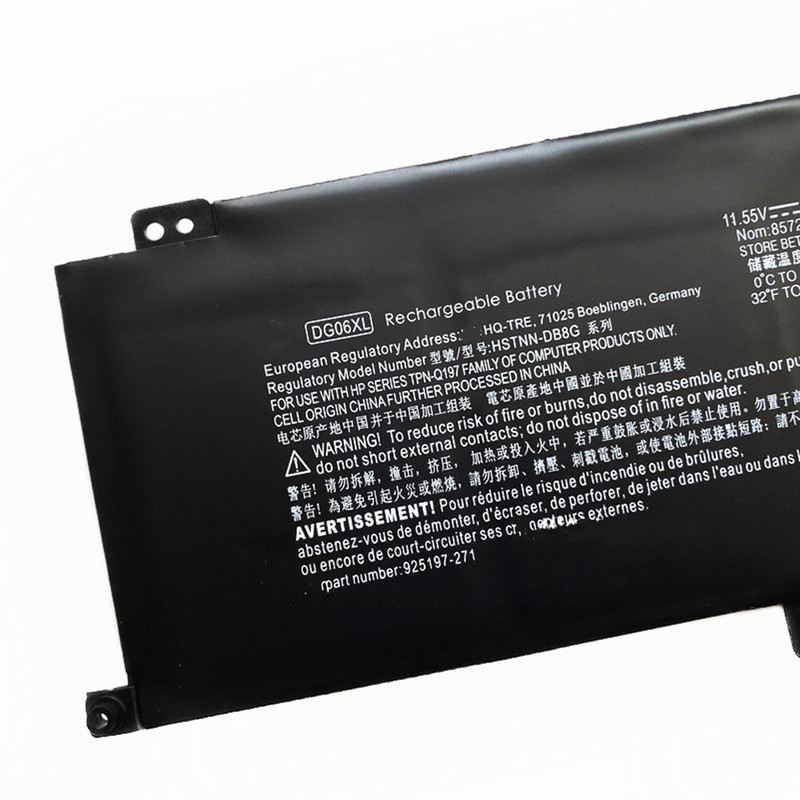 DG06XL Rechargeable Battery
European Regulatory Address: HQ-TRE, 71025 Boeblingen, Germany
Regulatory Model Number 型號/型号:HSTNN-DB8G 系列
FOR USE WITH HP SERIES TPN-Q197 FAMILY OF COMPUTER PRODUCTS ONLY.
CELL ORIGIN CHINA FURTHER PROCESSED IN CHINA
电芯原产地中国并于中国加工组装 電芯原產地中國並於中國加工組裝
WARNING! To reduce risk of fire or burns,do not disassemble,crush,or pu
do not short external contacts; do not dispose of in fire or water.
警告! 请勿拆解，撞击，挤压，加热或投入火中，若严重鼓胀或浸水后禁止使用。勿置于高
警告! 為避免引起火災或燃燒，請勿拆卸、擠壓、刺戳電池，或使電池外部接點短路；請不
AVERTISSEMENT! Pour réduire le risque d'incendie ou de brûlures,
abstenez-vous de démonter, d'écraser, de perforer, de jeter dans l'eau ou dans l
ou encore de court-circuiter ses externes.
part number:925197-271
11.55V
Nom:8572
STORE BET
储藏温度
0°C TO
32°F TO